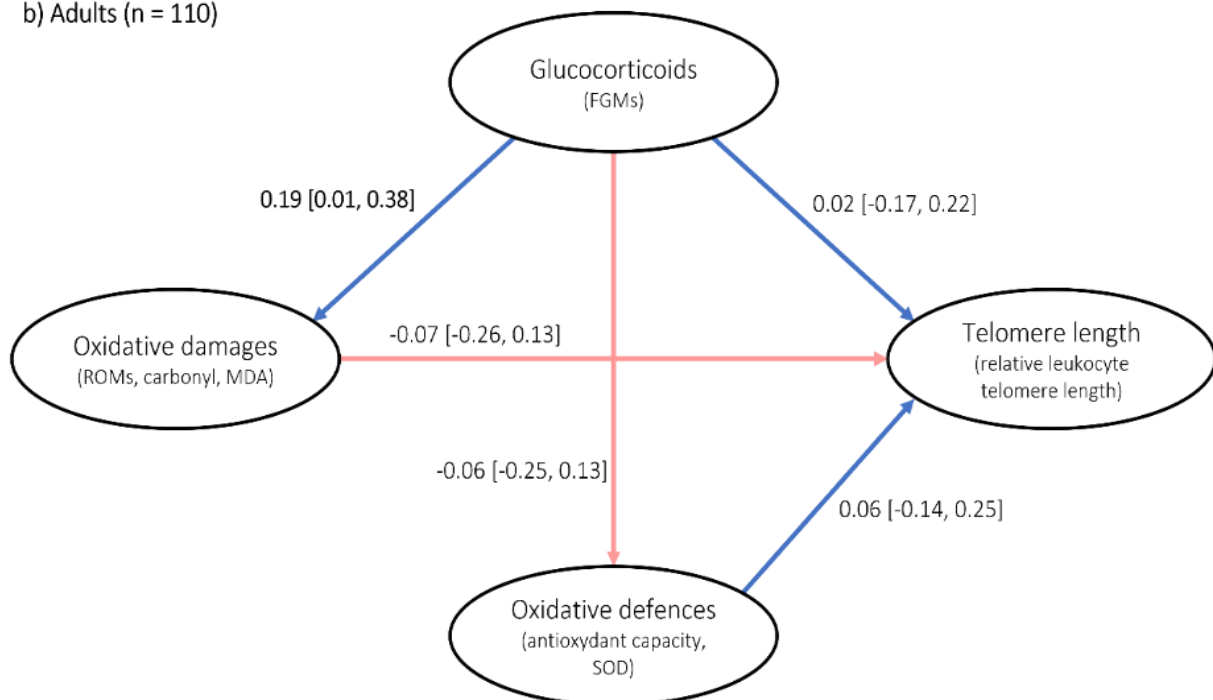 b) Adults (n = 110)
Glucocorticoids
(FGMs)
0.19 [0.01, 0.38]
0.02 [-0.17, 0.22]
Oxidative damages
(ROMs, carbonyl, MDA)
-0.07 [-0.26, 0.13]
Telomere length
(relative leukocyte
telomere length)
-0.06 [-0.25, 0.13]
0.06 [-0.14, 0.25]
Oxidative defences
(antioxydant capacity,
SOD)